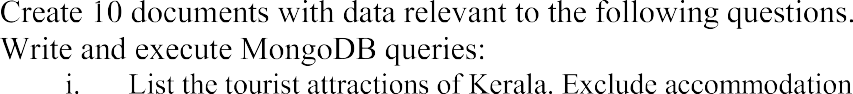 Create 10 documents with data relevant to the following questions.
Write and execute MongoDB queries:
i. List the tourist attractions of Kerala. Exclude accommodation